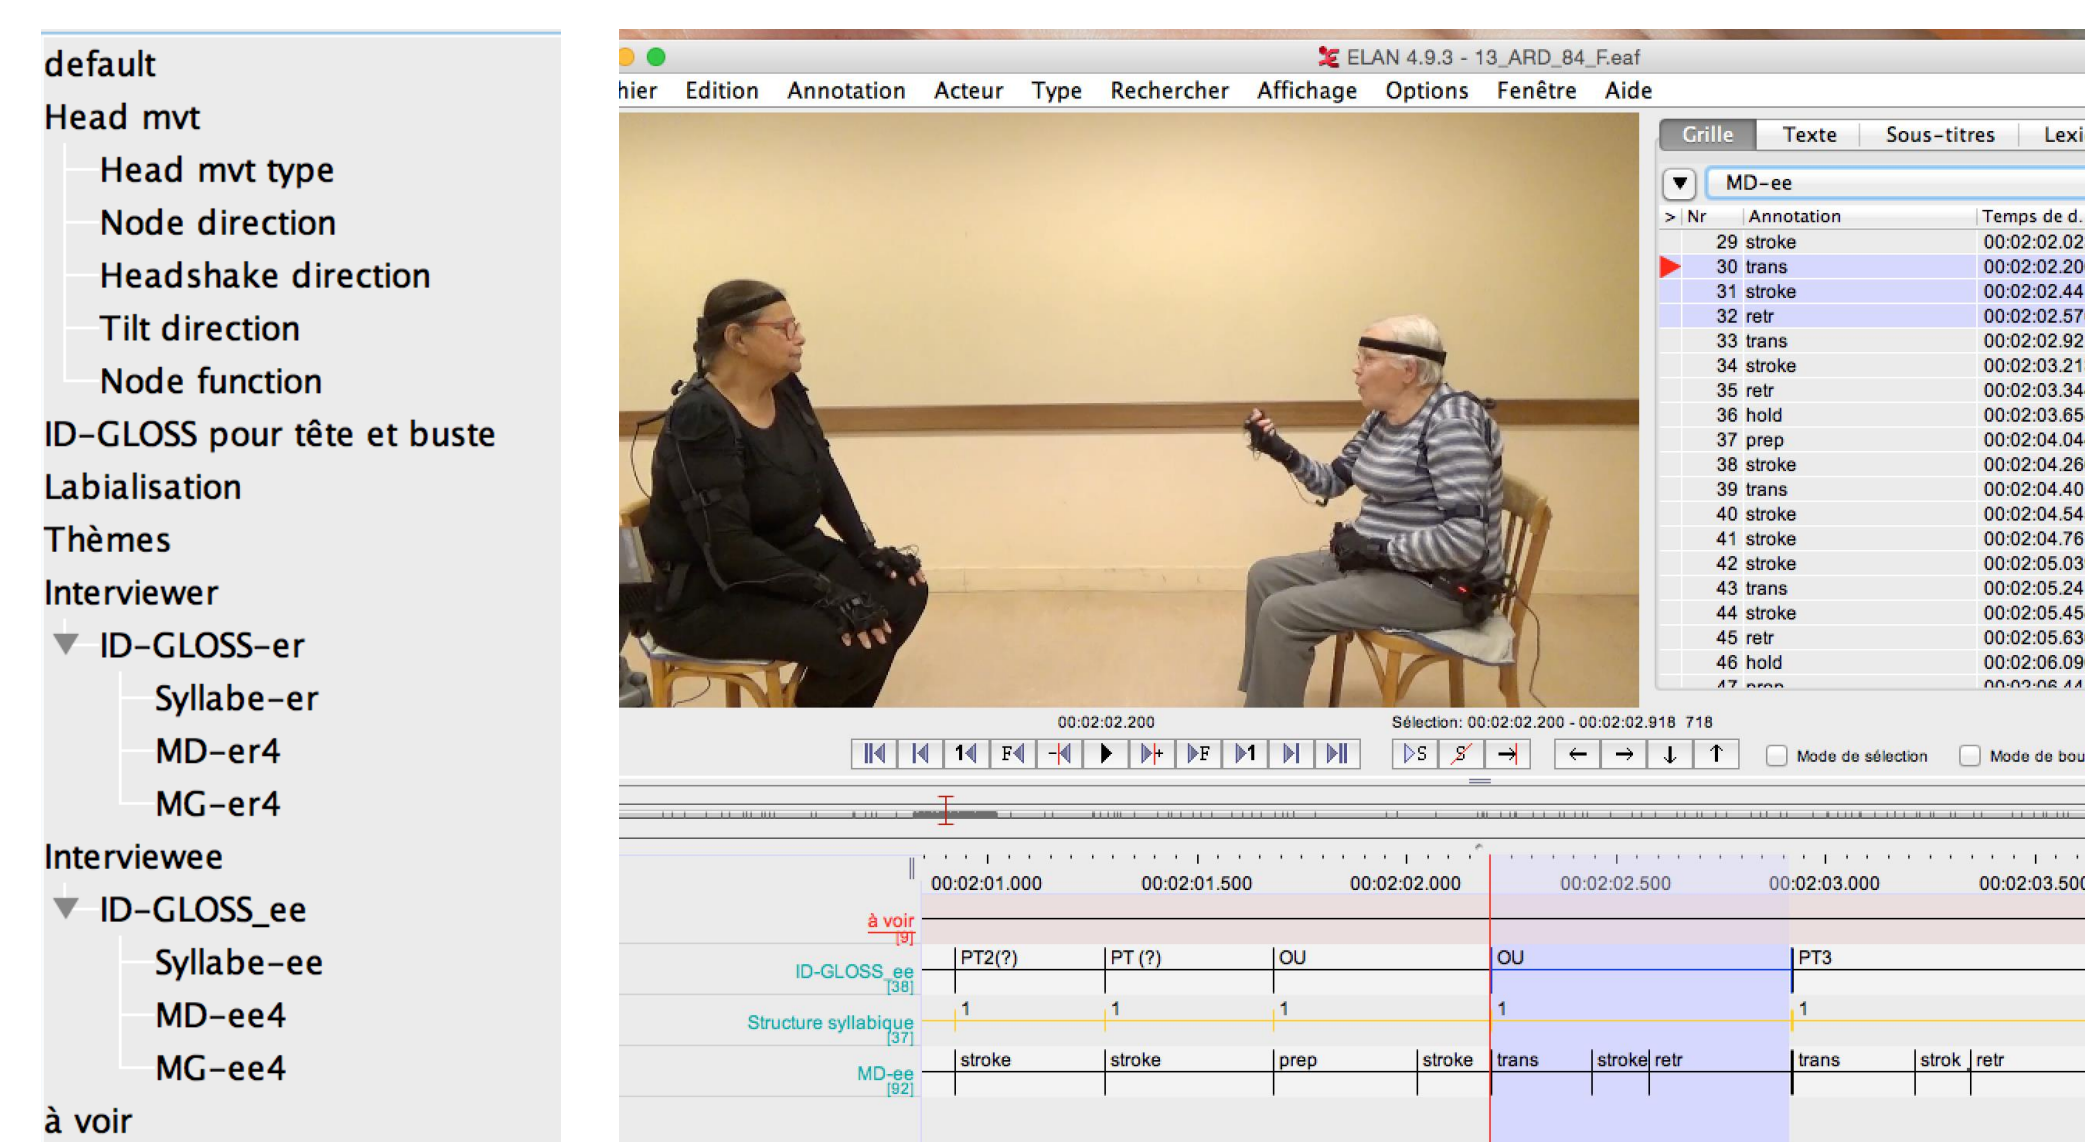 default
Head mvt
Head mvt type
Node direction
Headshake direction
Tilt direction
Node function
ID-GLOSS pour tête et buste
Labialisation
Thèmes
Interviewer
ID-GLOSS-er
Syllabe-er
MD-er4
MG-er4
Interviewee
ID-GLOSS_ee
Syllabe-ee
MD-ee4
MG-ee4
à voir
ELAN 4.9.3 - 13_ARD_84_F.eaf
hier Edition Annotation Acteur Type Rechercher Affichage Options Fenêtre Aide
Grille Texte Sous-titres Lexi
MD-ee
> Nr Annotation Temps de d.
29 stroke 00:02:02.02
30 trans 00:02:02.20
31 stroke 00:02:02.44
32 retr 00:02:02.57
33 trans 00:02:02.92
34 stroke 00:02:03.21
35 retr 00:02:03.34
36 hold 00:02:03.65
37 prep 00:02:04.04
38 stroke 00:02:04.26
39 trans 00:02:04.40
40 stroke 00:02:04.54
41 stroke 00:02:04.76
42 stroke 00:02:05.03
43 trans 00:02:05.24
44 stroke 00:02:05.45
45 retr 00:02:05.63
46 hold 00:02:06.09
47 prep 00:02:06.44
00:02:02.200 Sélection: 00:02:02.200 - 00:02:02.918 718
1 F - + F 1 S S Mode de sélection Mode de bou
00:02:01.000 00:02:01.500 00:02:02.000 00:02:02.500 00:02:03.000 00:02:03.500
à voir
[9]
ID-GLOSS_ee PT2(?) PT (?) OU OU PT3
[38]
Structure syllabique 1 1 1 1 1
[37]
MD-ee stroke stroke prep stroke trans stroke retr trans strok retr
[92]